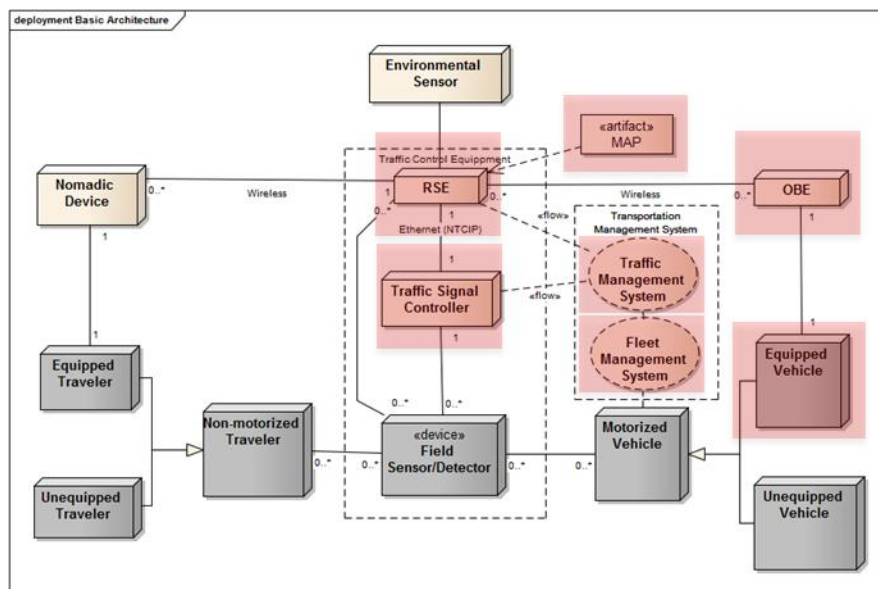 deployment Basic Architecture
Environmental
Sensor
«artifact»
MAP
Traffic Control Equippment
Nomadic
Device
0..*
Wireless
1
RSE
0..*
0..*
Wireless
0..*
OBE
1
1
Ethernet (NTCIP)
«flow»
Transportation
Management System
1
1
Traffic Signal
Controller
«flow»
Traffic
Management
System
1
Fleet
Management
System
1
Equipped
Traveler
1
Equipped
Vehicle
0..*
0..*
Non-motorized
Traveler
«device»
Field
Sensor/Detector
Motorized
Vehicle
0..*
0..*
0..*
0..*
Unequipped
Traveler
Unequipped
Vehicle